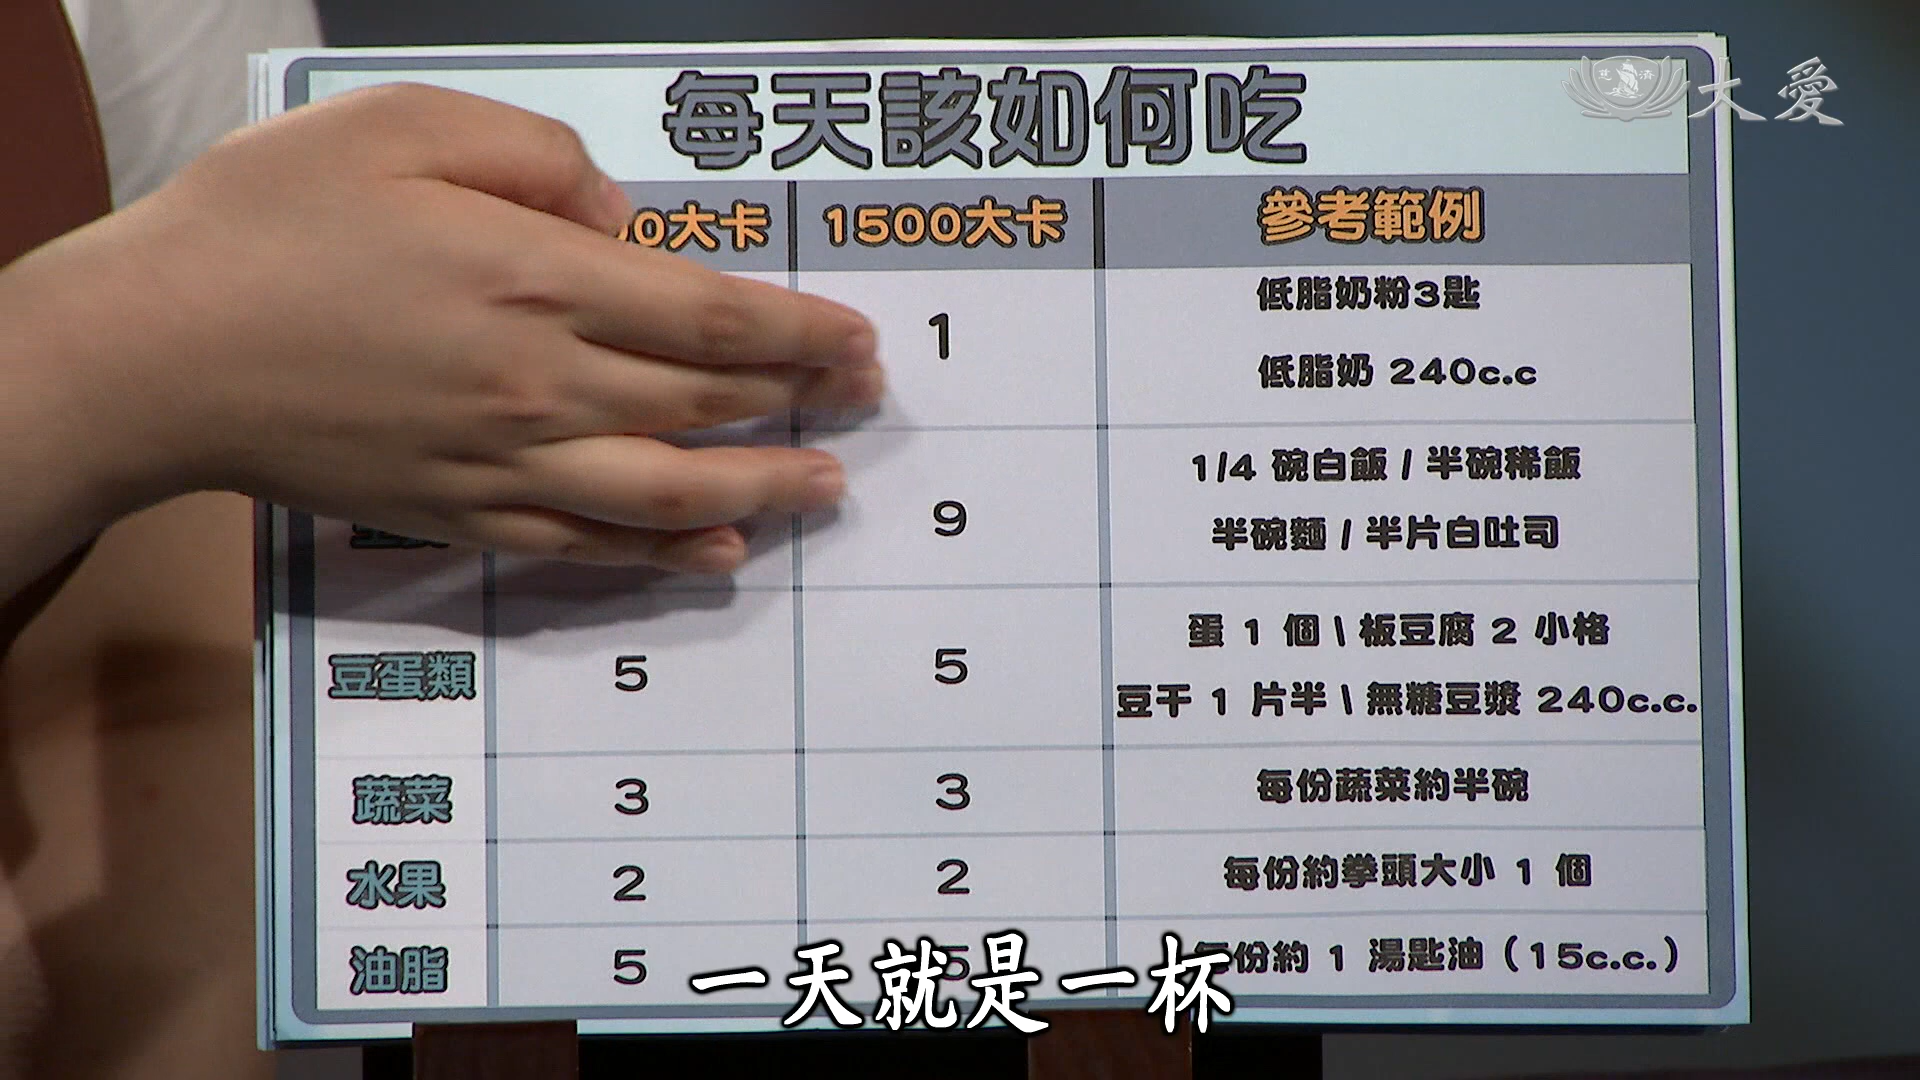 慈濟 大愛
每天該如何吃
00大卡 1500大卡 參考範例
1 低脂奶粉3匙
低脂奶 240c.c
9 1/4 碗白飯 / 半碗稀飯
半碗麵 / 半片白吐司
豆蛋類 5 5 蛋 1 個 \ 板豆腐 2 小格
豆干 1 片半 \ 無糖豆漿 240c.c.
蔬菜 3 3 每份蔬菜約半碗
水果 2 2 每份約拳頭大小 1 個
油脂 5 5 每份約 1 湯匙油（15c.c.）
一天就是一杯